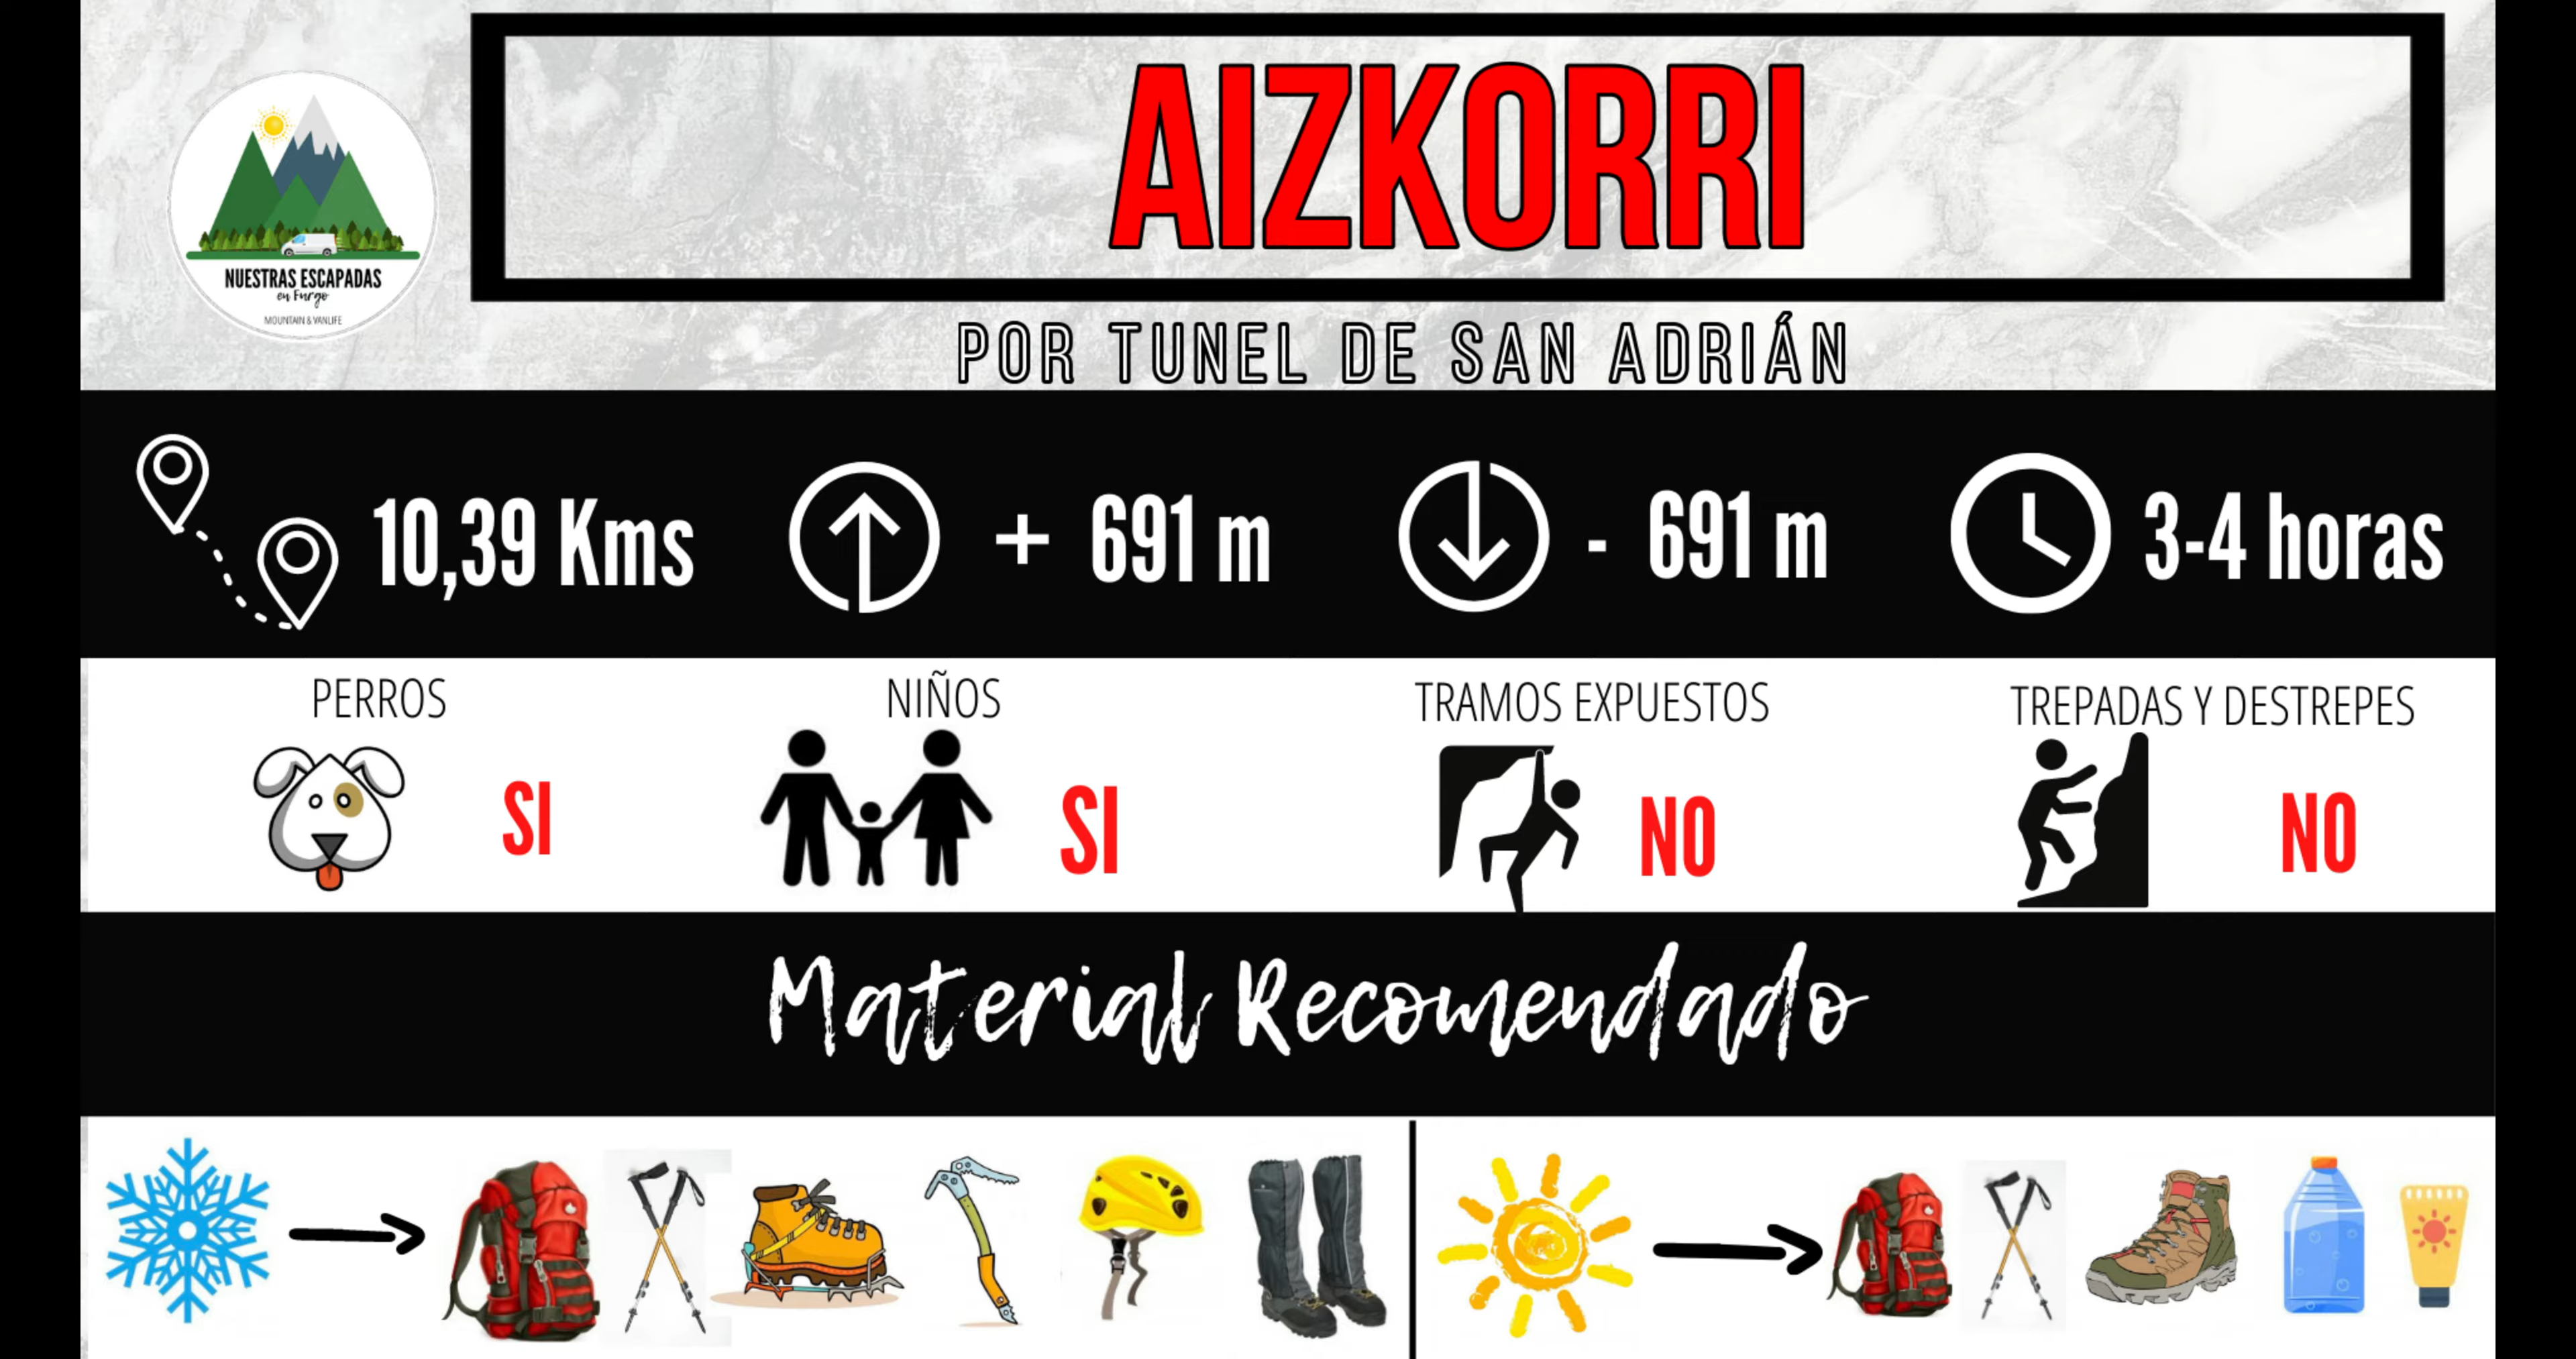 AIZKORRI
NUESTRAS ESCAPADAS
en Furgo
MOUNTAIN & VANLIFE
POR TUNEL DE SAN ADRIÁN
10,39 Kms
+ 691 m
- 691 m
3-4 horas
PERROS
NIÑOS
TRAMOS EXPUESTOS
TREPADAS Y DESTREPES
SI
SI
NO
NO
Material Recomendado